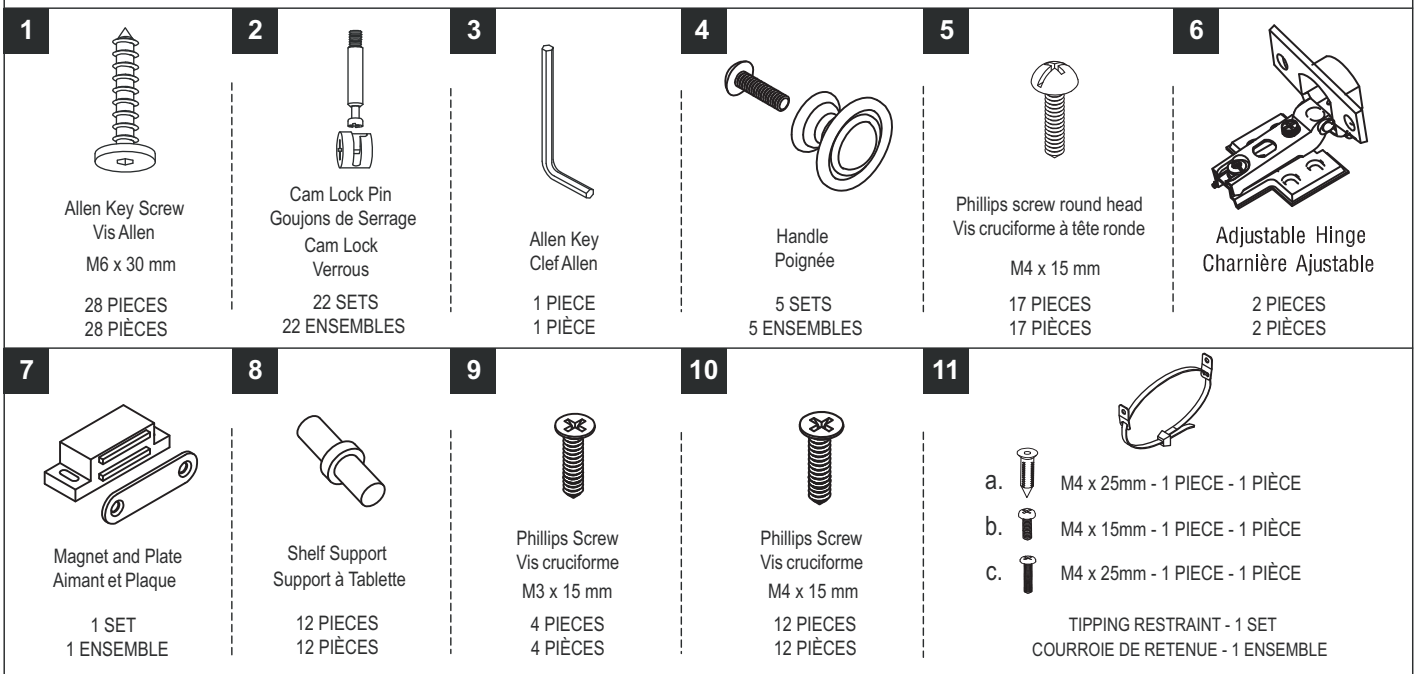 1
Allen Key Screw
Vis Allen
M6 x 30 mm
28 PIECES
28 PIÈCES
2
Cam Lock Pin
Goujons de Serrage
Cam Lock
Verrous
22 SETS
22 ENSEMBLES
3
Allen Key
Clef Allen
1 PIECE
1 PIÈCE
4
Handle
Poignée
5 SETS
5 ENSEMBLES
5
Phillips screw round head
Vis cruciforme à tête ronde
M4 x 15 mm
17 PIECES
17 PIÈCES
6
Adjustable Hinge
Charnière Ajustable
2 PIECES
2 PIÈCES
7
Magnet and Plate
Aimant et Plaque
1 SET
1 ENSEMBLE
8
Shelf Support
Support à Tablette
12 PIECES
12 PIÈCES
9
Phillips Screw
Vis cruciforme
M3 x 15 mm
4 PIECES
4 PIÈCES
10
Phillips Screw
Vis cruciforme
M4 x 15 mm
12 PIECES
12 PIÈCES
11
a. M4 x 25mm - 1 PIECE - 1 PIÈCE
b. M4 x 15mm - 1 PIECE - 1 PIÈCE
c. M4 x 25mm - 1 PIECE - 1 PIÈCE
TIPPING RESTRAINT - 1 SET
COURROIE DE RETENUE - 1 ENSEMBLE